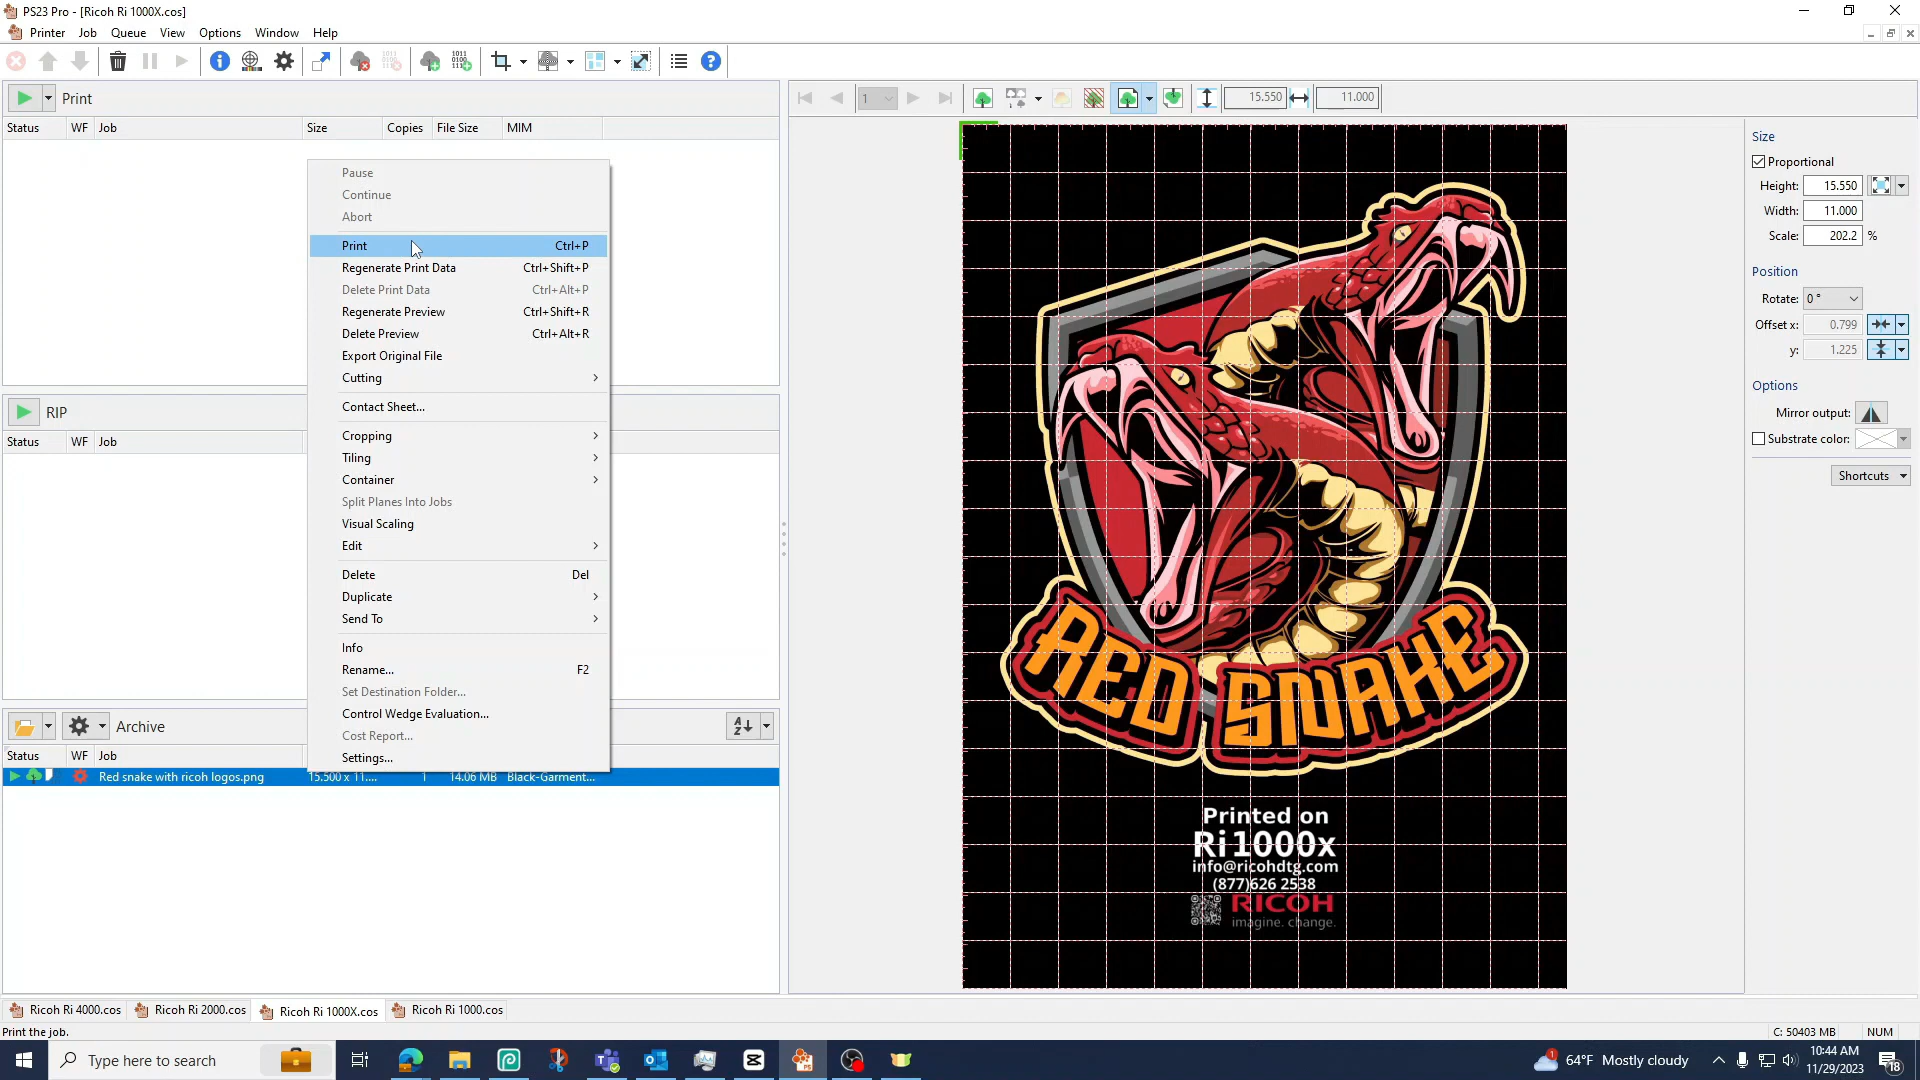 PS23 Pro - [Ricoh Ri 1000X.cos]
Printer Job Queue View Options Window Help
Print
1 15.550 11.000
Status WF Job Size Copies File Size MIM
Pause
Continue
Abort
Print Ctrl+P
Regenerate Print Data Ctrl+Shift+P
Delete Print Data Ctrl+Alt+P
Regenerate Preview Ctrl+Shift+R
Delete Preview Ctrl+Alt+R
Export Original File
Cutting
Contact Sheet...
Cropping
Tiling
Container
Split Planes Into Jobs
Visual Scaling
Edit
Delete Del
Duplicate
Send To
Info
Rename... F2
Set Destination Folder...
Control Wedge Evaluation...
Cost Report...
Settings...
RIP
Status WF Job
Archive
Status WF Job
Red snake with ricoh logos.png 15.500 x 11.... 1 14.06 MB Black-Garment...
RED SNAKE
Printed on
Ri 1000x
info@ricohdtg.com
(877)626 2538
RICOH
imagine. change.
Size
Proportional
Height: 15.550
Width: 11.000
Scale: 202.2 %
Position
Rotate: 0 °
Offset x: 0.799
y: 1.225
Options
Mirror output:
Substrate color:
Shortcuts
Ricoh Ri 4000.cos Ricoh Ri 2000.cos Ricoh Ri 1000X.cos Ricoh Ri 1000.cos
Print the job.
C: 50403 MB NUM
Type here to search
64°F Mostly cloudy
10:44 AM
11/29/2023
18